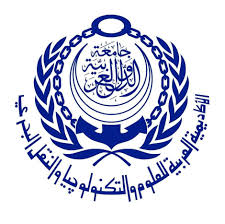 جامعة
الدول العربية
الأكاديمية العربية للعلوم والتكنولوجيا والنقل البحري